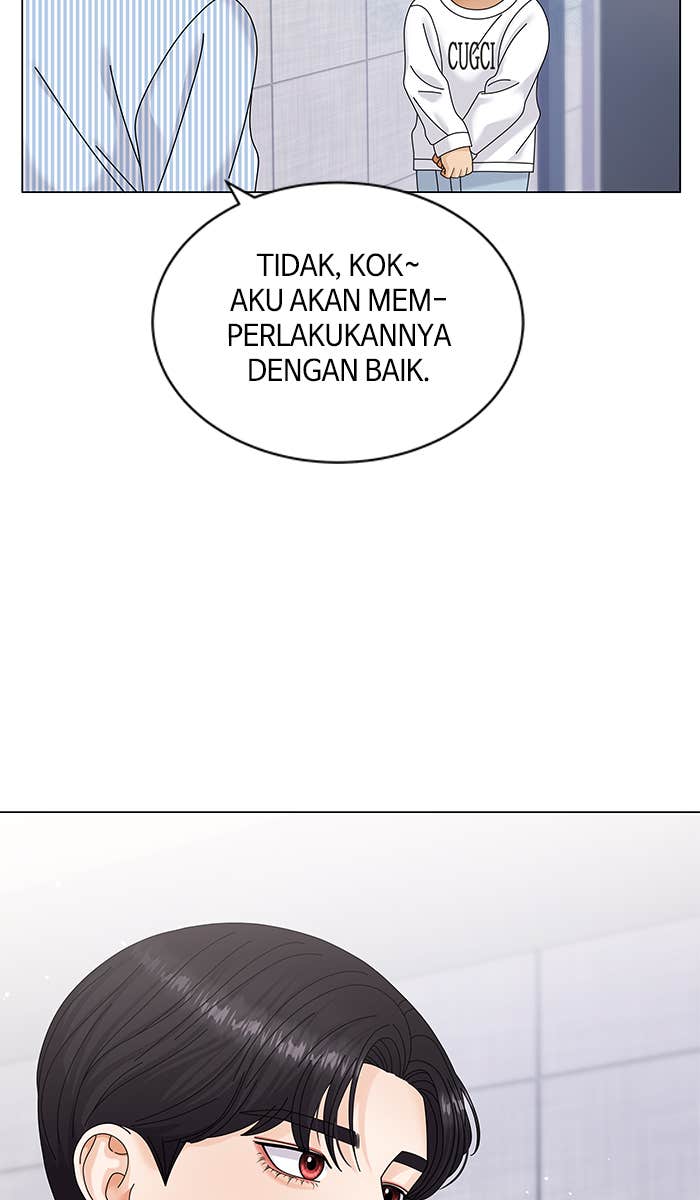 CUGCI
TIDAK, KOK~
AKU AKAN MEM-
PERLAKUKANNYA
DENGAN BAIK.